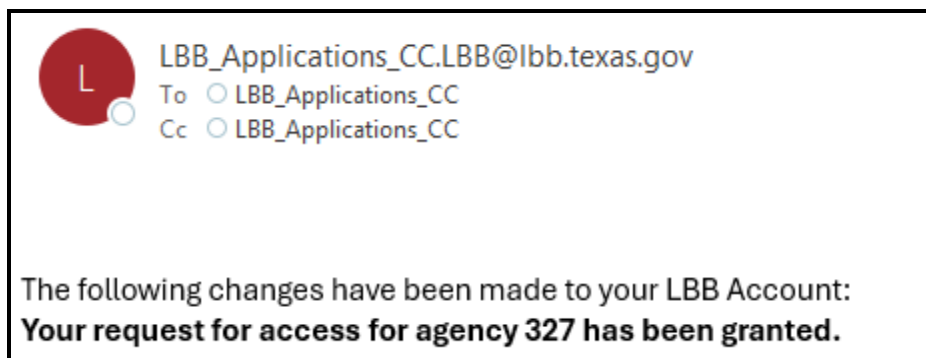 L
LBB_Applications_CC.LBB@lbb.texas.gov
To LBB_Applications_CC
Cc LBB_Applications_CC
The following changes have been made to your LBB Account:
Your request for access for agency 327 has been granted.